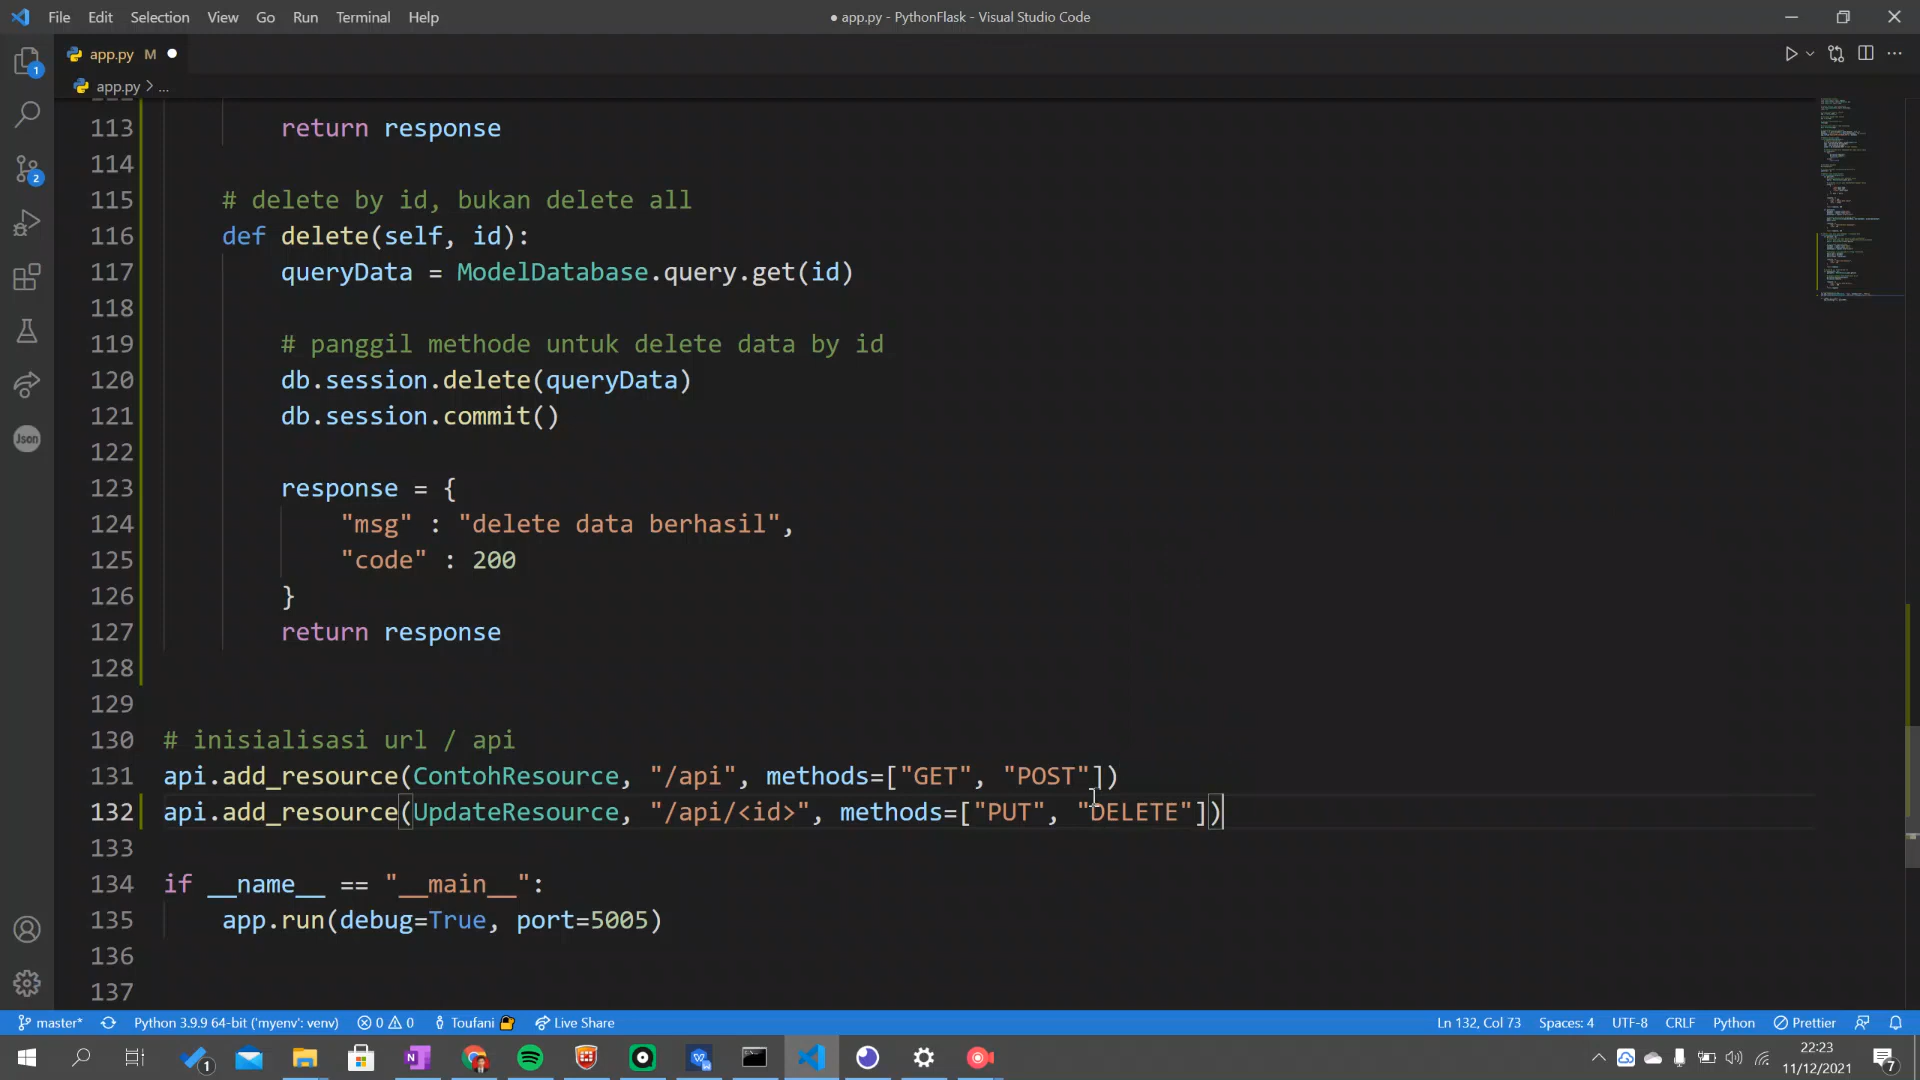 File Edit Selection View Go Run Terminal Help
● app.py - PythonFlask - Visual Studio Code
app.py M
app.py > ...
1
2
Json
113 return response
114
115 # delete by id, bukan delete all
116 def delete(self, id):
117 queryData = ModelDatabase.query.get(id)
118
119 # panggil methode untuk delete data by id
120 db.session.delete(queryData)
121 db.session.commit()
122
123 response = {
124 "msg" : "delete data berhasil",
125 "code" : 200
126 }
127 return response
128
129
130 # inisialisasi url / api
131 api.add_resource(ContohResource, "/api", methods=["GET", "POST"])
132 api.add_resource(UpdateResource, "/api/<id>", methods=["PUT", "DELETE"])
133
134 if __name__ == "__main__":
135 app.run(debug=True, port=5005)
136
137
master* Python 3.9.9 64-bit ('myenv': venv) 0 0 Toufani Live Share Ln 132, Col 73 Spaces: 4 UTF-8 CRLF Python Prettier
1
22:23
11/12/2021
7